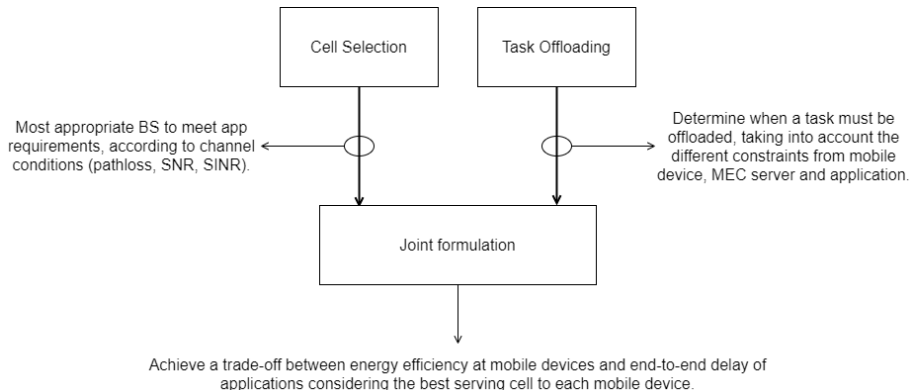 Cell Selection
Task Offloading
Most appropriate BS to meet app
requirements, according to channel
conditions (pathloss, SNR, SINR).
Determine when a task must be
offloaded, taking into account the
different constraints from mobile
device, MEC server and application.
Joint formulation
Achieve a trade-off between energy efficiency at mobile devices and end-to-end delay of
applications considering the best serving cell to each mobile device.